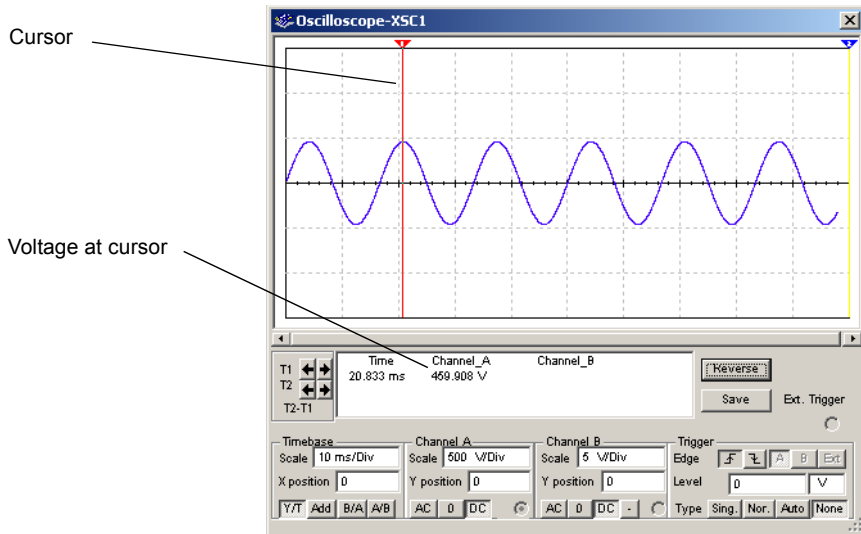 Oscilloscope-XSC1
Cursor
1
2
Voltage at cursor
Time Channel_A Channel_B
T1 20.833 ms 459.908 V
T2
T2-T1
Reverse
Save Ext. Trigger
Timebase Channel A Channel B Trigger
Scale 10 ms/Div Scale 500 V/Div Scale 5 V/Div Edge A B Ext
X position 0 Y position 0 Y position 0 Level 0 V
Y/T Add B/A A/B AC 0 DC AC 0 DC - Type Sing. Nor. Auto None